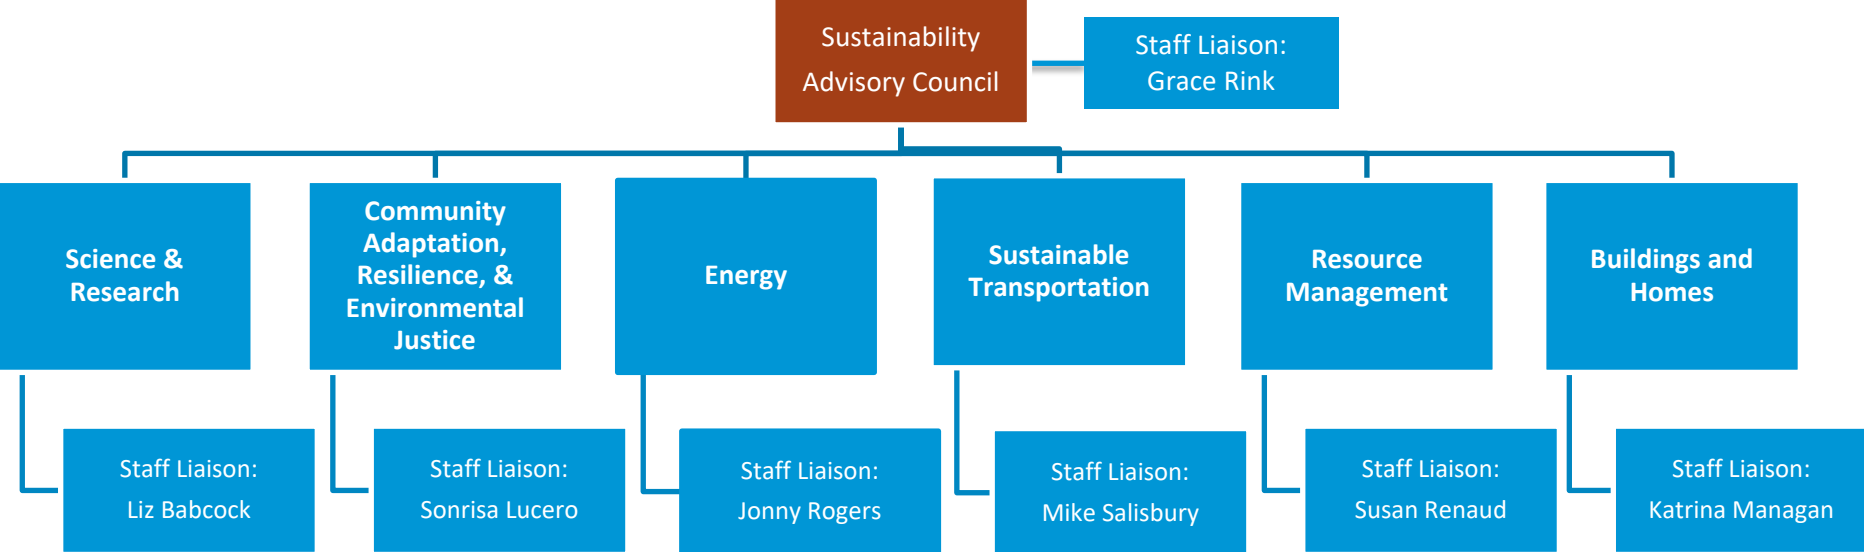 Sustainability
Advisory Council
Staff Liaison:
Grace Rink
Science &
Research
Community
Adaptation,
Resilience, &
Environmental
Justice
Energy
Sustainable
Transportation
Resource
Management
Buildings and
Homes
Staff Liaison:
Liz Babcock
Staff Liaison:
Sonrisa Lucero
Staff Liaison:
Jonny Rogers
Staff Liaison:
Mike Salisbury
Staff Liaison:
Susan Renaud
Staff Liaison:
Katrina Managan